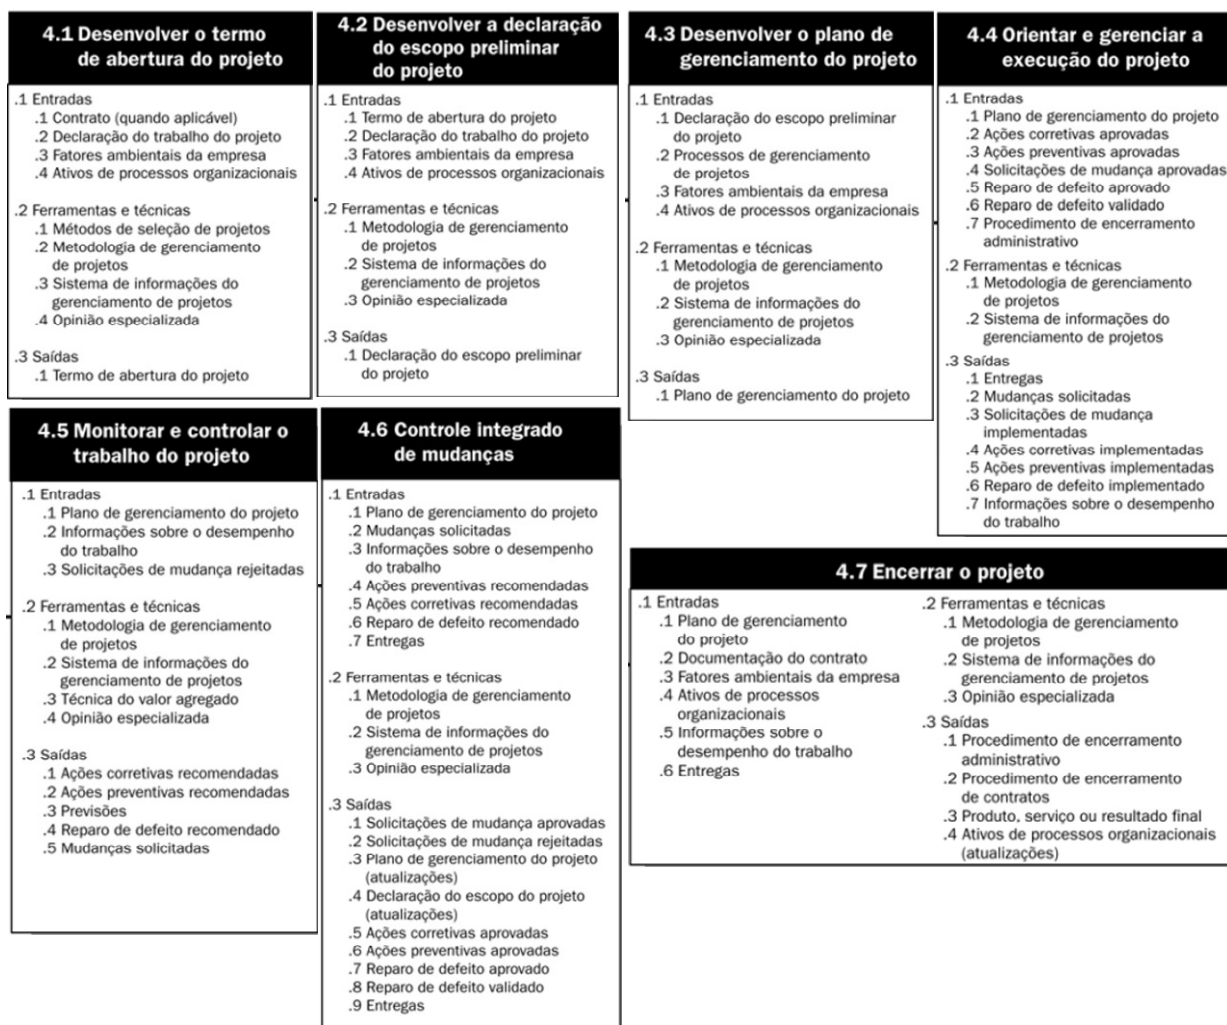 4.1 Desenvolver o termo
de abertura do projeto
.1 Entradas
.1 Contrato (quando aplicável)
.2 Declaração do trabalho do projeto
.3 Fatores ambientais da empresa
.4 Ativos de processos organizacionais
.2 Ferramentas e técnicas
.1 Métodos de seleção de projetos
.2 Metodologia de gerenciamento
de projetos
.3 Sistema de informações do
gerenciamento de projetos
.4 Opinião especializada
.3 Saídas
.1 Termo de abertura do projeto
4.2 Desenvolver a declaração
do escopo preliminar
do projeto
.1 Entradas
.1 Termo de abertura do projeto
.2 Declaração do trabalho do projeto
.3 Fatores ambientais da empresa
.4 Ativos de processos organizacionais
.2 Ferramentas e técnicas
.1 Metodologia de gerenciamento
de projetos
.2 Sistema de informações do
gerenciamento de projetos
.3 Opinião especializada
.3 Saídas
.1 Declaração do escopo preliminar
do projeto
4.3 Desenvolver o plano de
gerenciamento do projeto
.1 Entradas
.1 Declaração do escopo preliminar
do projeto
.2 Processos de gerenciamento
de projetos
.3 Fatores ambientais da empresa
.4 Ativos de processos organizacionais
.2 Ferramentas e técnicas
.1 Metodologia de gerenciamento
de projetos
.2 Sistema de informações do
gerenciamento de projetos
.3 Opinião especializada
.3 Saídas
.1 Plano de gerenciamento do projeto
4.4 Orientar e gerenciar a
execução do projeto
.1 Entradas
.1 Plano de gerenciamento do projeto
.2 Ações corretivas aprovadas
.3 Ações preventivas aprovadas
.4 Solicitações de mudança aprovadas
.5 Reparo de defeito aprovado
.6 Reparo de defeito validado
.7 Procedimento de encerramento
administrativo
.2 Ferramentas e técnicas
.1 Metodologia de gerenciamento
de projetos
.2 Sistema de informações do
gerenciamento de projetos
.3 Saídas
.1 Entregas
.2 Mudanças solicitadas
.3 Solicitações de mudança
implementadas
.4 Ações corretivas implementadas
.5 Ações preventivas implementadas
.6 Reparo de defeito implementado
.7 Informações sobre o desempenho
do trabalho
4.5 Monitorar e controlar o
trabalho do projeto
.1 Entradas
.1 Plano de gerenciamento do projeto
.2 Informações sobre o desempenho
do trabalho
.3 Solicitações de mudança rejeitadas
.2 Ferramentas e técnicas
.1 Metodologia de gerenciamento
de projetos
.2 Sistema de informações do
gerenciamento de projetos
.3 Técnica do valor agregado
.4 Opinião especializada
.3 Saídas
.1 Ações corretivas recomendadas
.2 Ações preventivas recomendadas
.3 Previsões
.4 Reparo de defeito recomendado
.5 Mudanças solicitadas
4.6 Controle integrado
de mudanças
.1 Entradas
.1 Plano de gerenciamento do projeto
.2 Mudanças solicitadas
.3 Informações sobre o desempenho
do trabalho
.4 Ações preventivas recomendadas
.5 Ações corretivas recomendadas
.6 Reparo de defeito recomendado
.7 Entregas
.2 Ferramentas e técnicas
.1 Metodologia de gerenciamento
de projetos
.2 Sistema de informações do
gerenciamento de projetos
.3 Opinião especializada
.3 Saídas
.1 Solicitações de mudança aprovadas
.2 Solicitações de mudança rejeitadas
.3 Plano de gerenciamento do projeto
(atualizações)
.4 Declaração do escopo do projeto
(atualizações)
.5 Ações corretivas aprovadas
.6 Ações preventivas aprovadas
.7 Reparo de defeito aprovado
.8 Reparo de defeito validado
.9 Entregas
4.7 Encerrar o projeto
.1 Entradas
.1 Plano de gerenciamento
do projeto
.2 Documentação do contrato
.3 Fatores ambientais da empresa
.4 Ativos de processos
organizacionais
.5 Informações sobre o
desempenho do trabalho
.6 Entregas
.2 Ferramentas e técnicas
.1 Metodologia de gerenciamento
de projetos
.2 Sistema de informações do
gerenciamento de projetos
.3 Opinião especializada
.3 Saídas
.1 Procedimento de encerramento
administrativo
.2 Procedimento de encerramento
de contratos
.3 Produto, serviço ou resultado final
.4 Ativos de processos organizacionais
(atualizações)